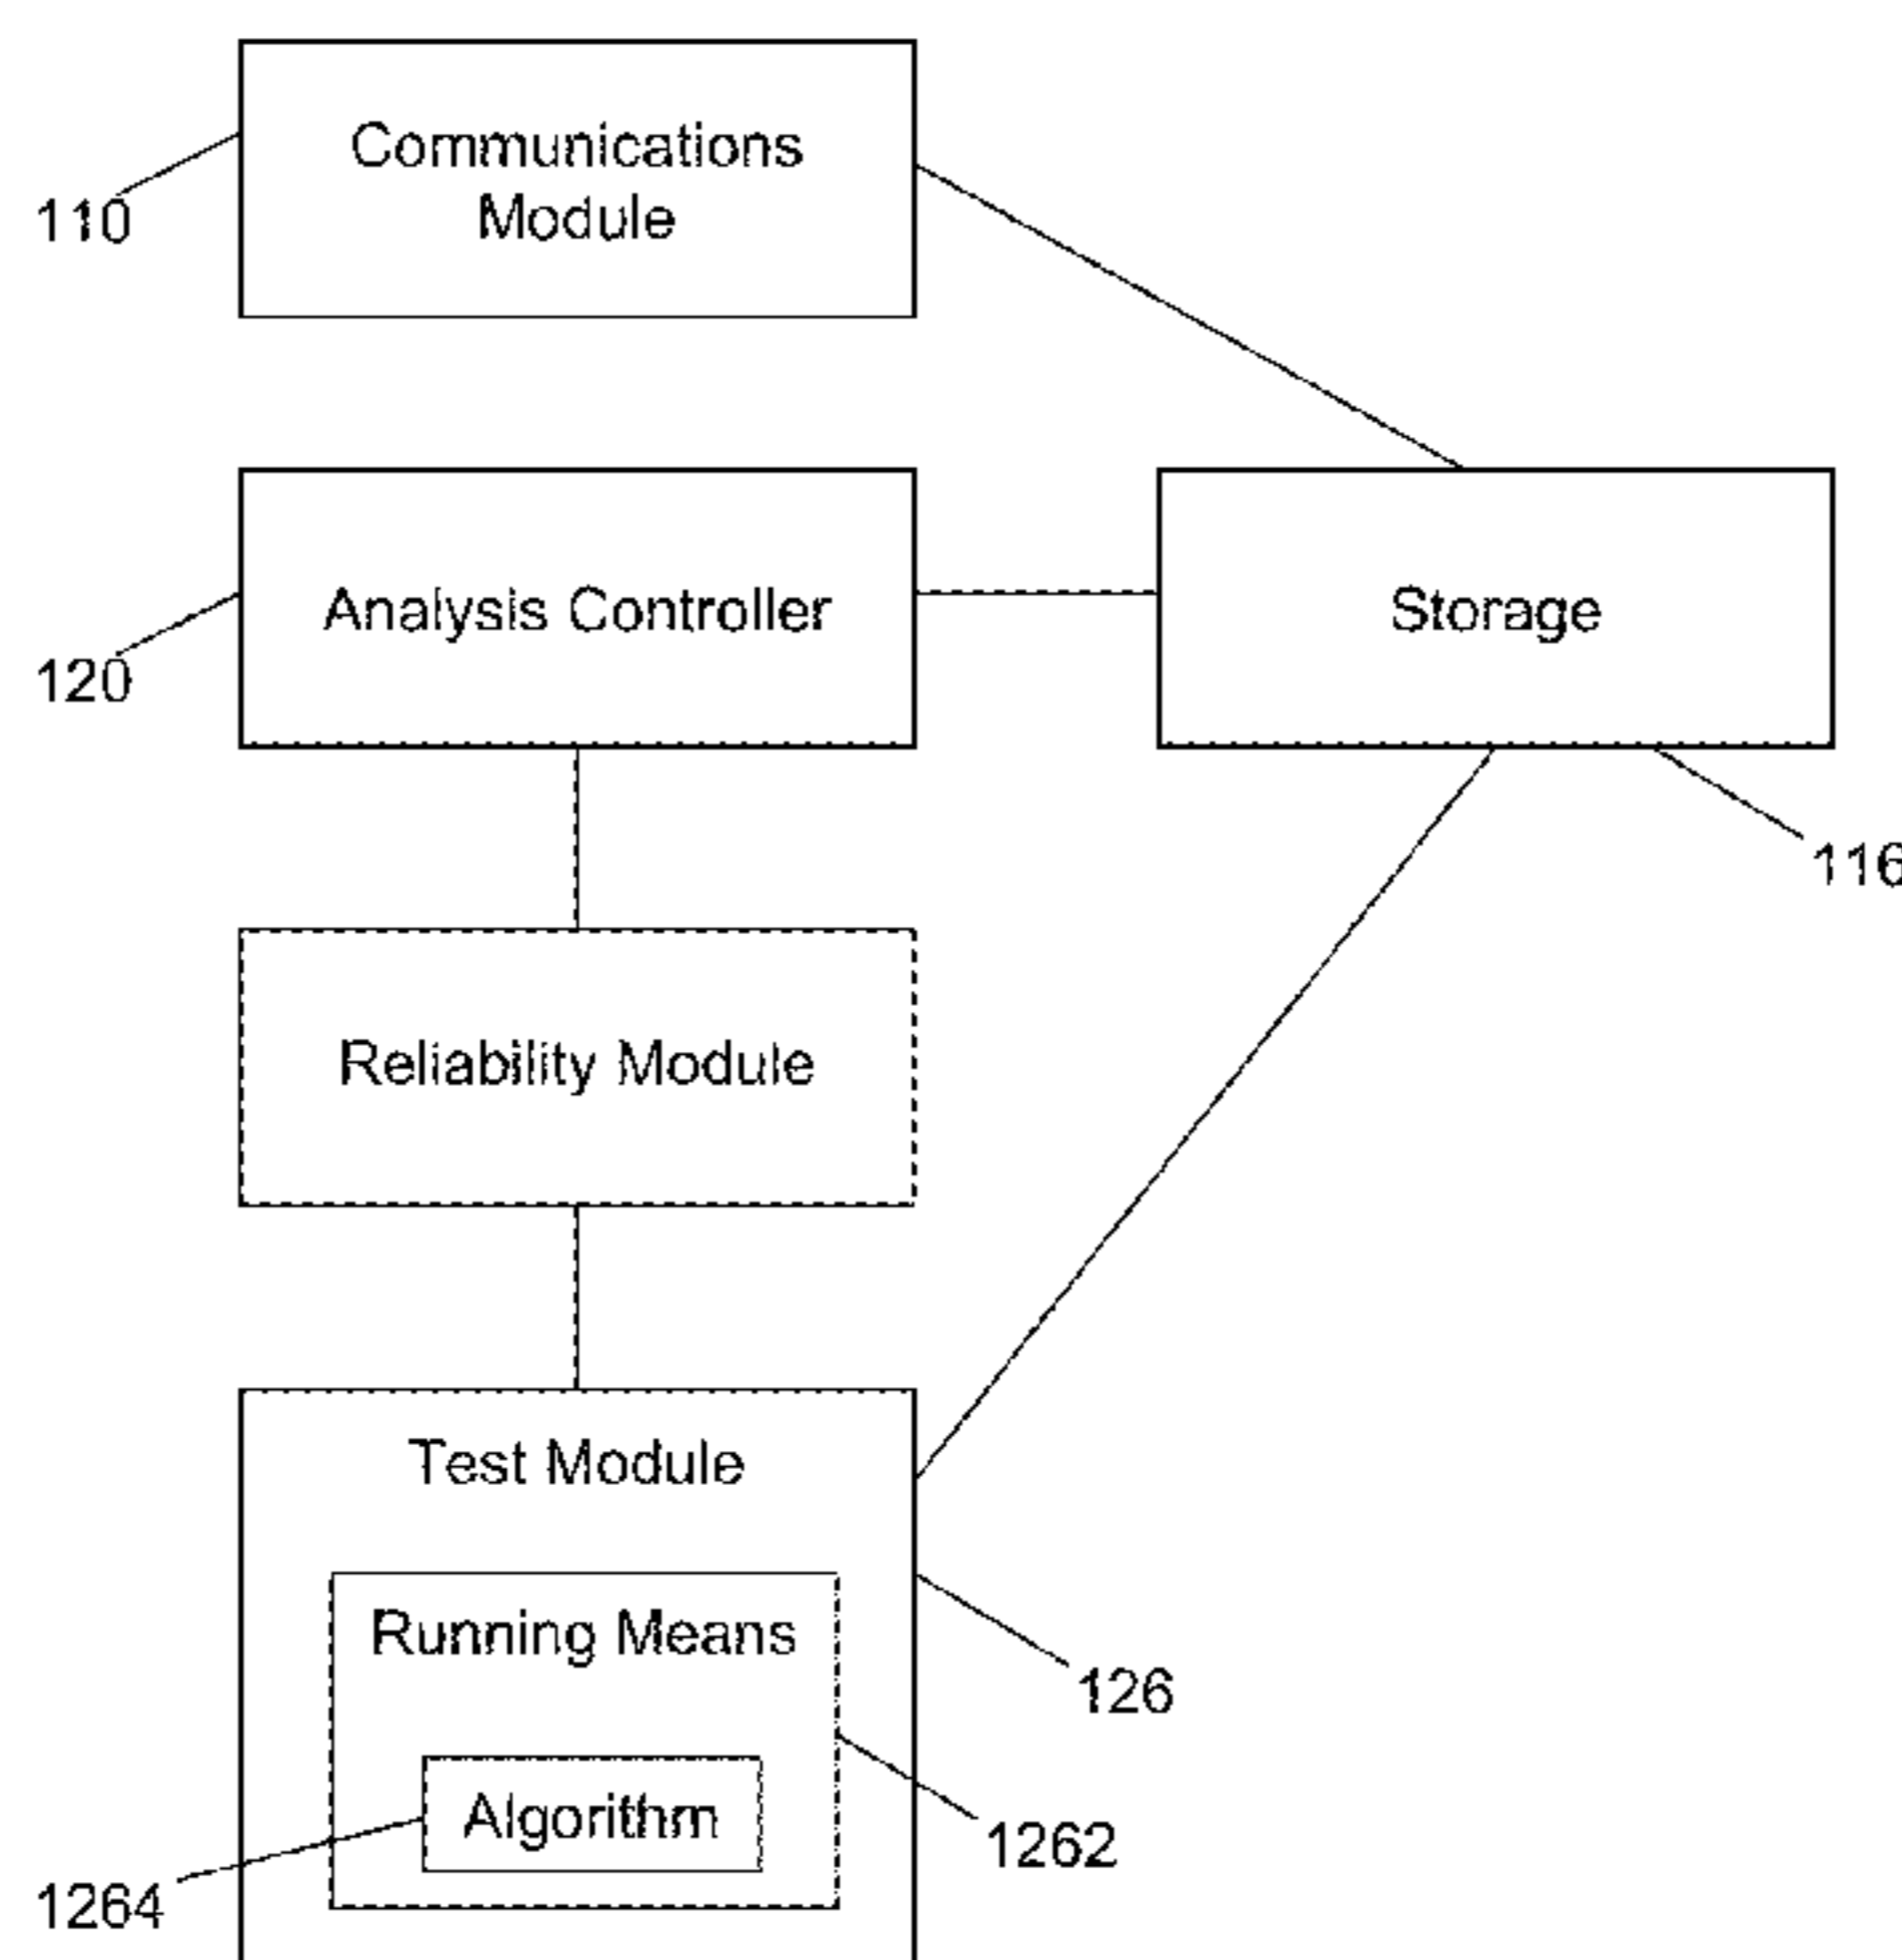 Communications
Module
110
Analysis Controller
Storage
120
116
Reliability Module
Test Module
Running Means
126
Algorithm
1262
1264